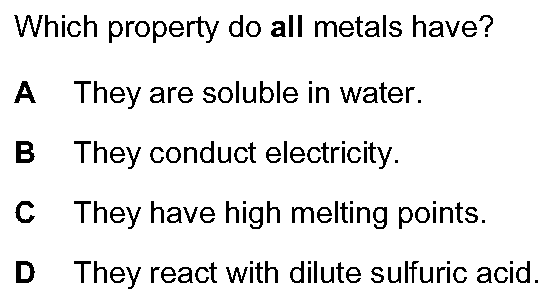 Which property do all metals have?
A They are soluble in water.
B They conduct electricity.
C They have high melting points.
D They react with dilute sulfuric acid.